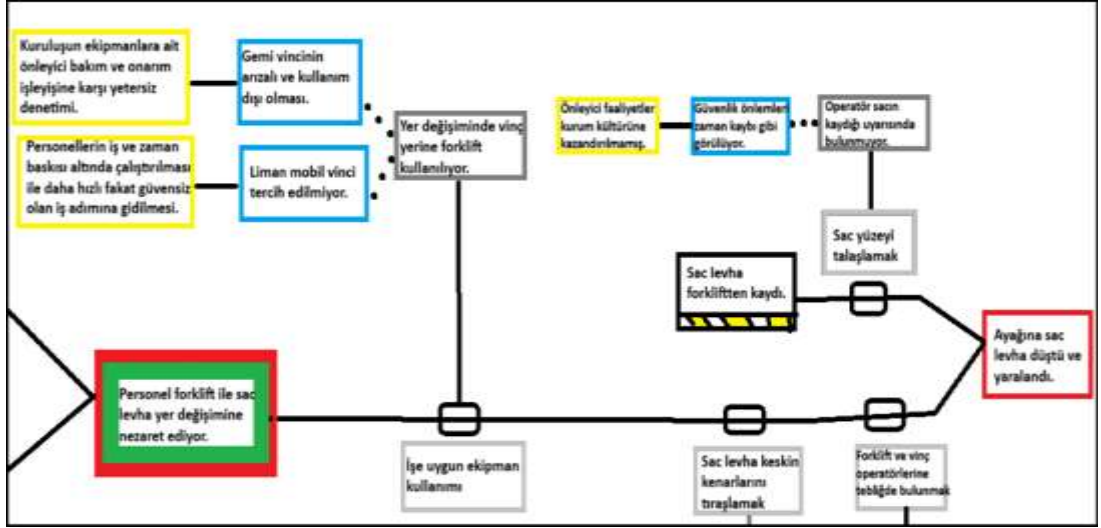 Kuruluşun ekipmanlara ait
önleyici bakım ve onarım
işleyişine karşı yetersiz
denetimi.
Gemi vincinin
arızalı ve kullanım
dışı olması.
Personellerin iş ve zaman
baskısı altında çalıştırılması
ile daha hızlı fakat güvensiz
olan iş adımına gidilmesi.
Liman mobil vinci
tercih edilmiyor.
Yer değişiminde vinç
yerine forklift
kullanılıyor.
Önleyici faaliyetler
kurum kültürüne
kazandırılmamış.
Güvenlik önlemleri
zaman kaybı gibi
görülüyor.
Operatör sacın
kaydığı uyarısında
bulunmuyor.
Sac yüzeyi
talaşlamak
Sac levha
forkliftten kaydı.
Ayağına sac
levha düştü ve
yaralandı.
Personel forklift ile sac
levha yer değişimine
nezaret ediyor.
İşe uygun ekipman
kullanımı
Sac levha keskin
kenarlarını
tıraşlamak
Forklift ve vinç
operatörlerine
tebliğde bulunmak